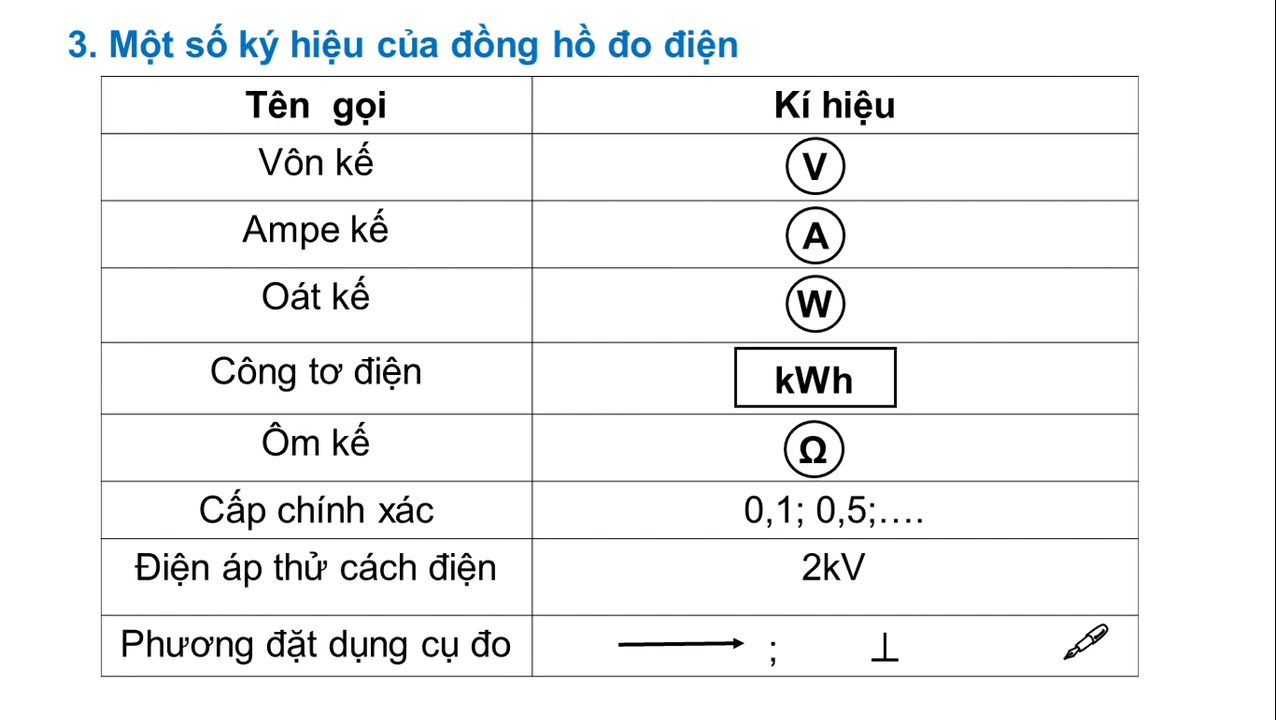 3. Một số ký hiệu của đồng hồ đo điện
Tên gọi Kí hiệu
Vôn kế V
Ampe kế A
Oát kế W
Công tơ điện kWh
Ôm kế Ω
Cấp chính xác 0,1; 0,5;....
Điện áp thử cách điện 2kV
Phương đặt dụng cụ đo → ; ⊥